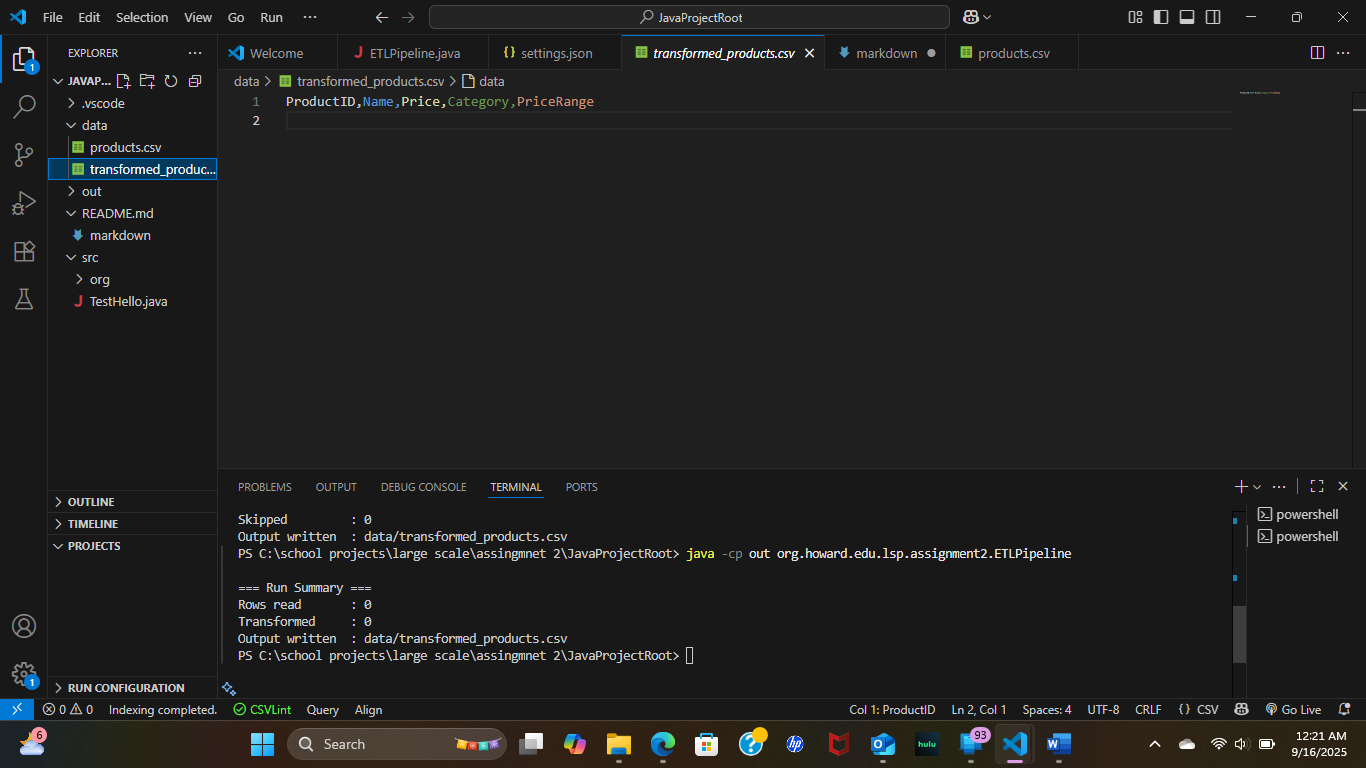 File Edit Selection View Go Run ··· JavaProjectRoot
EXPLORER ···
JAVAP...
.vscode
data
products.csv
transformed_produc...
out
README.md
markdown
src
org
TestHello.java
OUTLINE
TIMELINE
PROJECTS
RUN CONFIGURATION
1
1
Welcome ETLPipeline.java settings.json transformed_products.csv markdown products.csv
data > transformed_products.csv > data
1 ProductID,Name,Price,Category,PriceRange
2
PROBLEMS OUTPUT DEBUG CONSOLE TERMINAL PORTS
Skipped : 0
Output written : data/transformed_products.csv
PS C:\school projects\large scale\assingmnet 2\JavaProjectRoot> java -cp out org.howard.edu.lsp.assignment2.ETLPipeline
=== Run Summary ===
Rows read : 0
Transformed : 0
Output written : data/transformed_products.csv
PS C:\school projects\large scale\assingmnet 2\JavaProjectRoot>
powershell
powershell
0 0 Indexing completed. CSVLint Query Align Col 1: ProductID Ln 2, Col 1 Spaces: 4 UTF-8 CRLF {} CSV Go Live
6 Search hp hulu 93 12:21 AM
9/16/2025